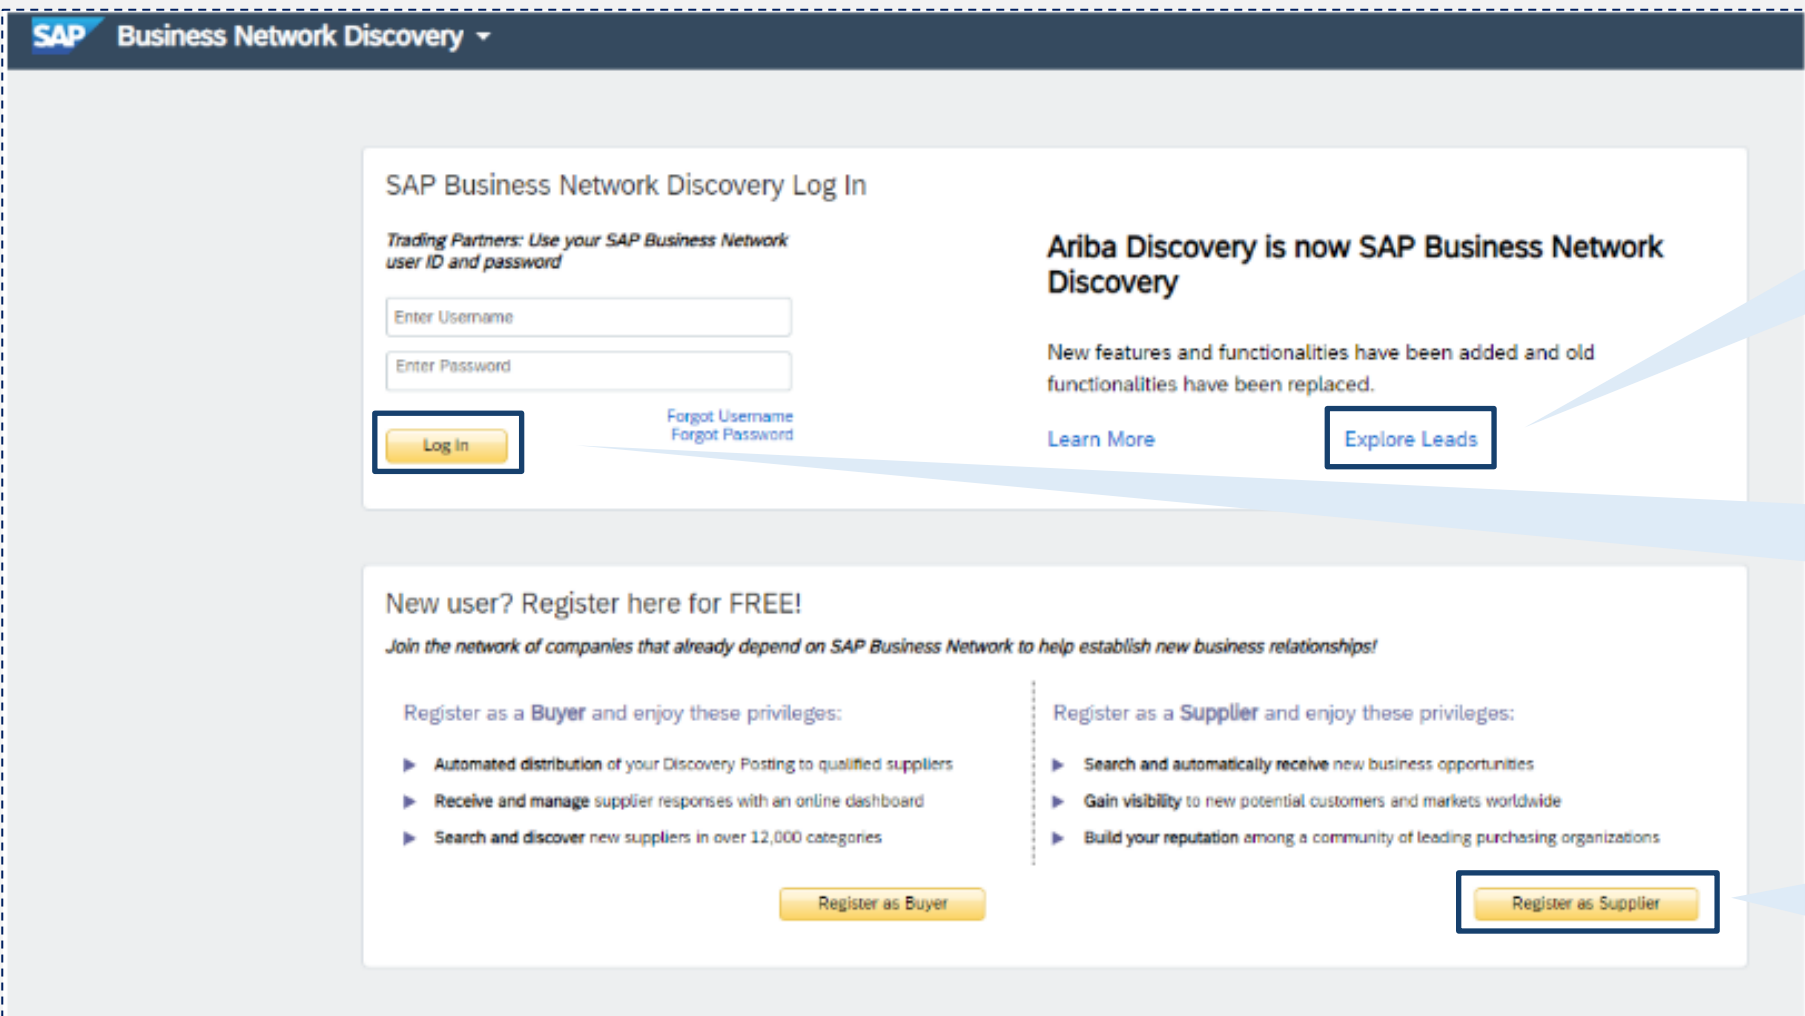 SAP Business Network Discovery
SAP Business Network Discovery Log In
Trading Partners: Use your SAP Business Network
user ID and password
Enter Username
Enter Password
Forgot Username
Forgot Password
Log In
Ariba Discovery is now SAP Business Network
Discovery
New features and functionalities have been added and old
functionalities have been replaced.
Learn More
Explore Leads
New user? Register here for FREE!
Join the network of companies that already depend on SAP Business Network to help establish new business relationships!
Register as a Buyer and enjoy these privileges:
Automated distribution of your Discovery Posting to qualified suppliers
Receive and manage supplier responses with an online dashboard
Search and discover new suppliers in over 12,000 categories
Register as Buyer
Register as a Supplier and enjoy these privileges:
Search and automatically receive new business opportunities
Gain visibility to new potential customers and markets worldwide
Build your reputation among a community of leading purchasing organizations
Register as Supplier